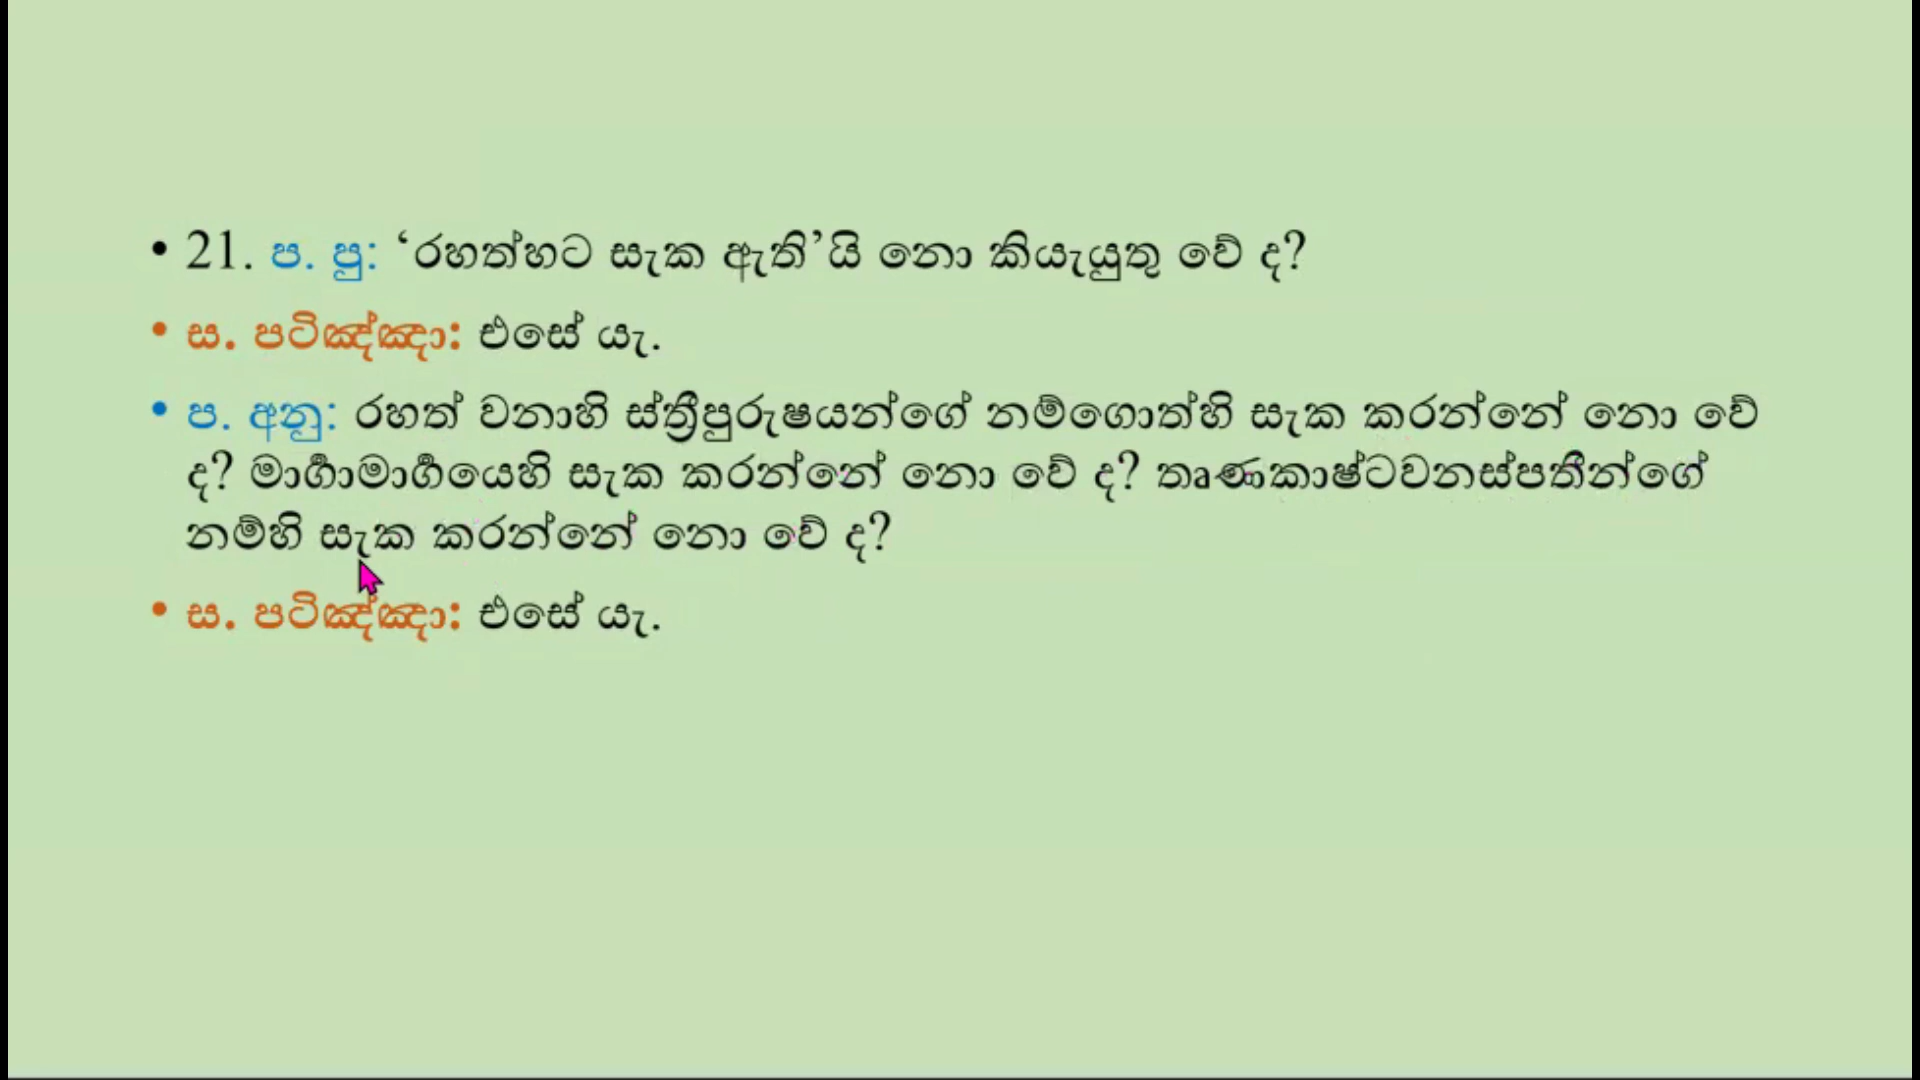 • 21. ප. පු: ‘රහත්හට සැක ඇති’යි නො කියැයුතු වේ ද?
• ස. පටිඤ්ඤා: එසේ යැ.
• ප. අනු: රහත් වනාහි ස්ත්‍රීපුරුෂයන්ගේ නම්ගොත්හි සැක කරන්නේ නො වේ
ද? මාර්‍ගාමාර්‍ගයෙහි සැක කරන්නේ නො වේ ද? තෘණකාෂ්ටවනස්පතීන්ගේ
නම්හි සැක කරන්නේ නො වේ ද?
• ස. පටිඤ්ඤා: එසේ යැ.